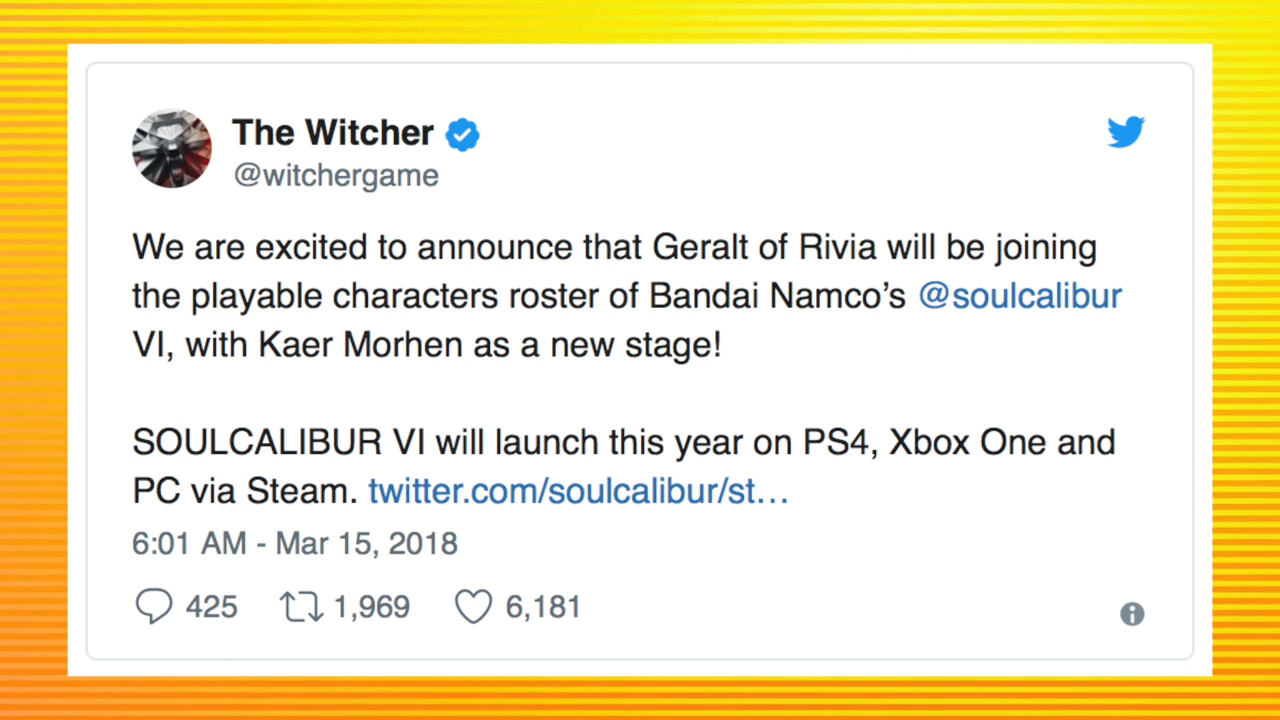 The Witcher
@witchergame
We are excited to announce that Geralt of Rivia will be joining
the playable characters roster of Bandai Namco’s @soulcalibur
VI, with Kaer Morhen as a new stage!
SOULCALIBUR VI will launch this year on PS4, Xbox One and
PC via Steam. twitter.com/soulcalibur/st…
6:01 AM - Mar 15, 2018
425 1,969 6,181